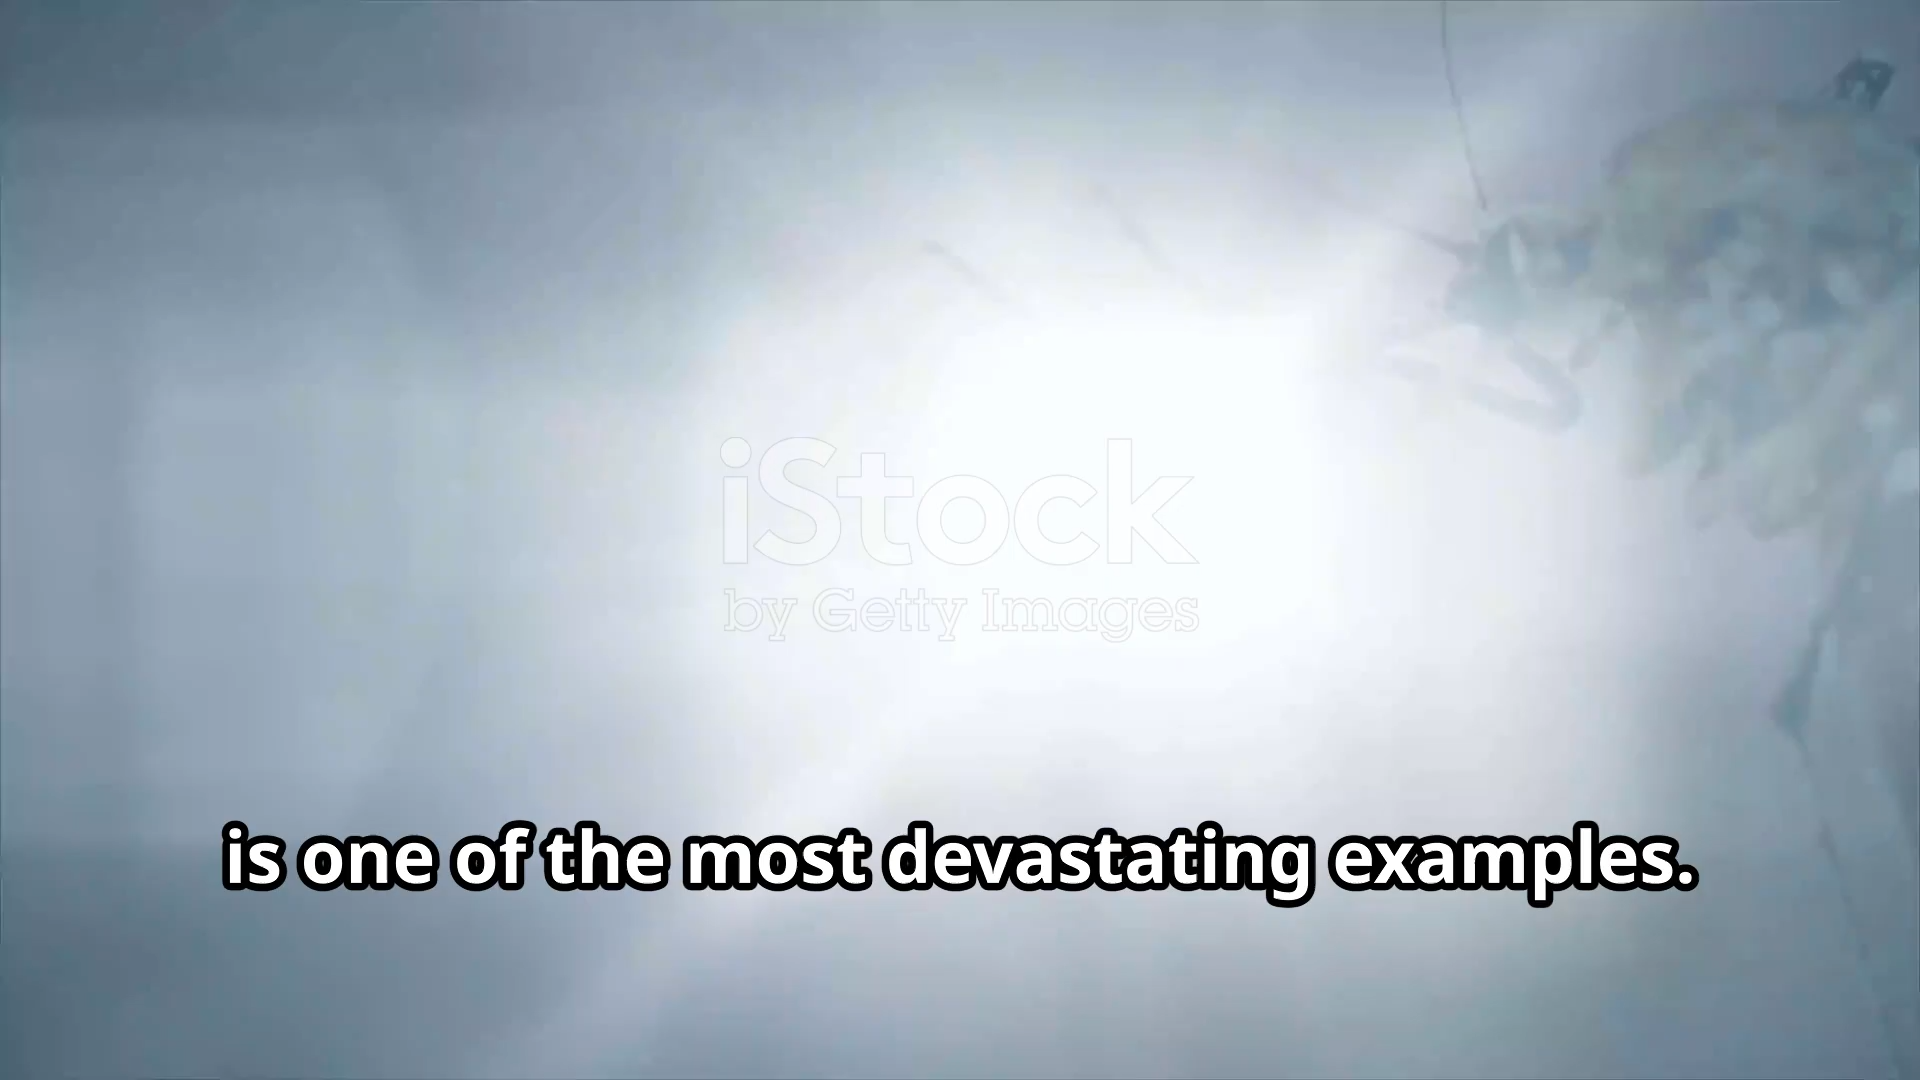 iStock
by Getty Images
is one of the most devastating examples.